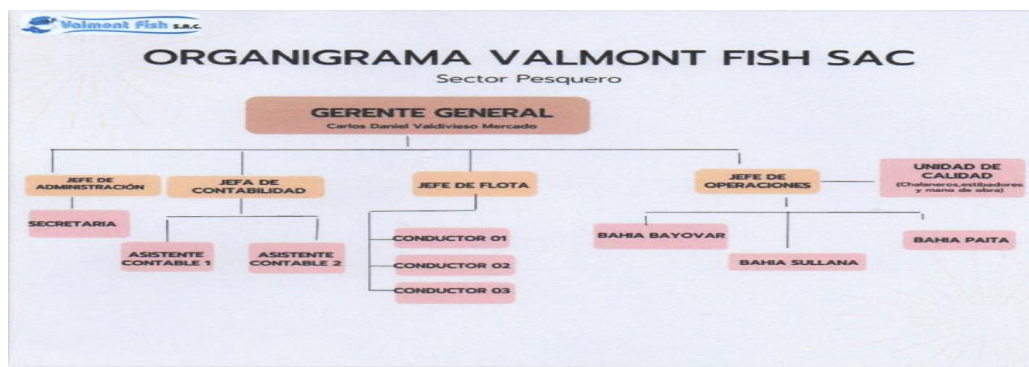 Valmont Fish S.A.C.
ORGANIGRAMA VALMONT FISH SAC
Sector Pesquero
GERENTE GENERAL
Carlos Daniel Valdivieso Mercado
JEFE DE
ADMINISTRACIÓN
JEFA DE
CONTABILIDAD
JEFE DE FLOTA
JEFE DE
OPERACIONES
UNIDAD DE
CALIDAD
(Chulaneros,estibadores
y mano de obra)
SECRETARIA
ASISTENTE
CONTABLE 1
ASISTENTE
CONTABLE 2
CONDUCTOR 01
CONDUCTOR 02
CONDUCTOR 03
BAHIA BAYOVAR
BAHIA SULLANA
BAHIA PAITA